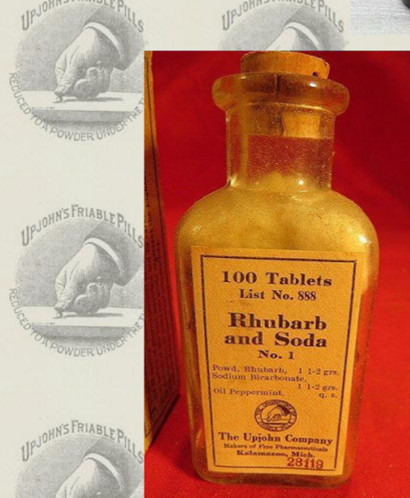 UPJOHN'S FRIABLE PILLS
REDUCED TO A POWDER UNDER THE T
UPJOHN'S FRIABLE PILLS
UPJOHN'S FRIABLE PILLS
REDUCED TO A POWDER UNDER THE
UPJOHN'S FRIABLE PILLS
100 Tablets
List No. 888
Rhubarb
and Soda
No. 1
Powd. Rhubarb, 1 1-2 grs.
Sodium Bicarbonate,
1 1-2 grs.
Oil Peppermint, q. s.
The Upjohn Company
Makers of Fine Pharmaceuticals
Kalamazoo, Mich.
28119